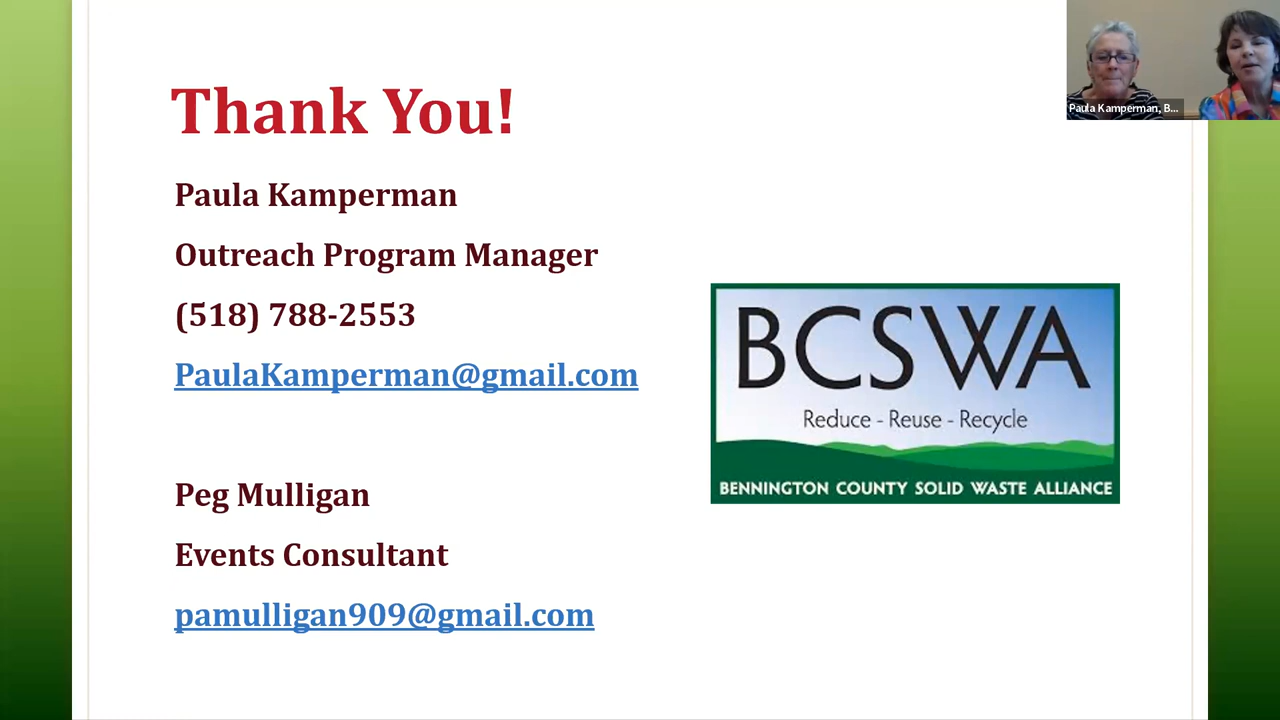 Thank You!
Paula Kamperman
Outreach Program Manager
(518) 788-2553
PaulaKamperman@gmail.com
Peg Mulligan
Events Consultant
pamulligan909@gmail.com
BCSWA
Reduce - Reuse - Recycle
BENNINGTON COUNTY SOLID WASTE ALLIANCE
Paula Kamperman, B...